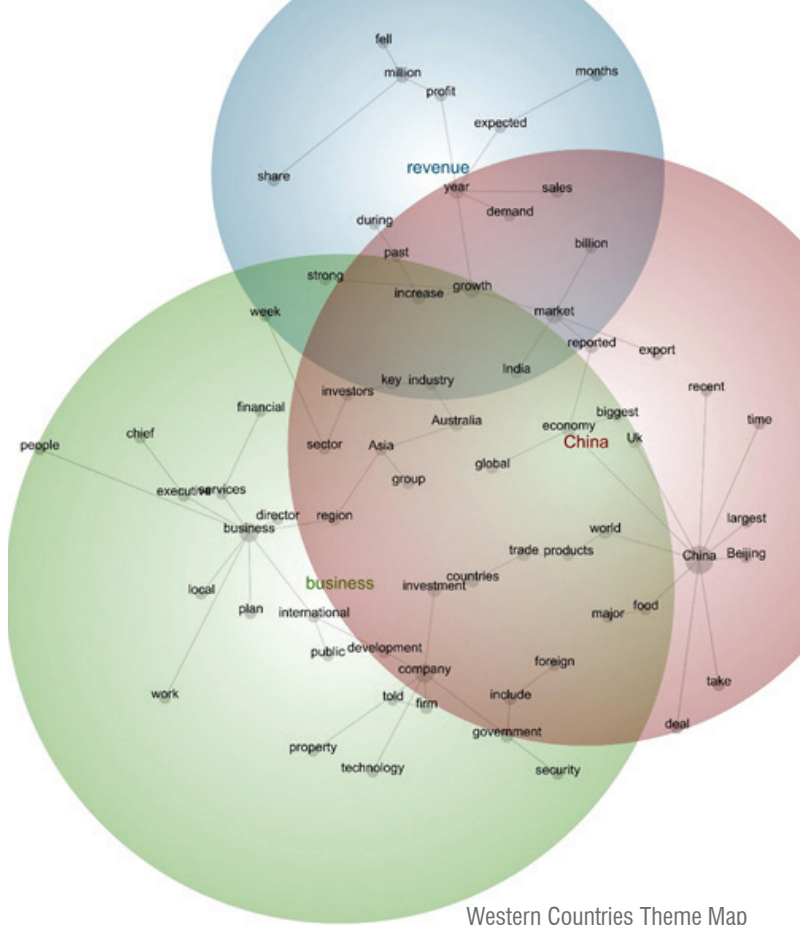 fell
million
months
profit
expected
revenue
share
year
sales
demand
during
billion
past
strong
growth
increase
week
market
reported
export
India
key
industry
recent
investors
financial
biggest
time
Australia
economy
chief
China
Uk
people
sector
Asia
global
group
executive
services
director
region
largest
business
world
trade
products
China
Beijing
countries
business
investment
local
food
plan
international
major
public
development
foreign
company
take
work
told
include
firm
deal
government
property
technology
security
Western Countries Theme Map